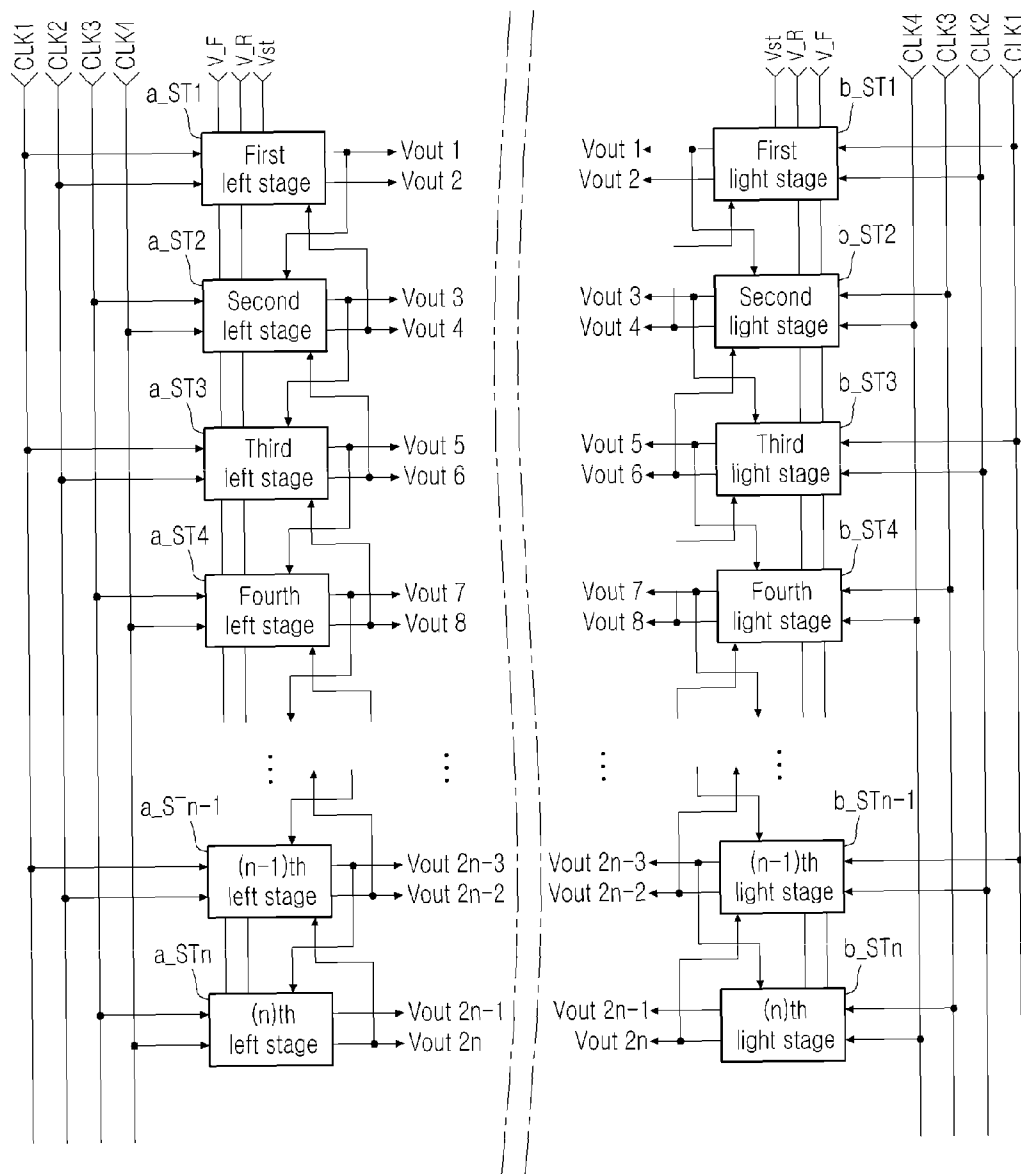 CLK1
CLK2
CLK3
CLK4
V_F
V_R
Vst
Vst
V_R
V_F
CLK4
CLK3
CLK2
CLK1
a_ST1
First
left stage
Vout 1
Vout 2
a_ST2
Second
left stage
Vout 3
Vout 4
a_ST3
Third
left stage
Vout 5
Vout 6
a_ST4
Fourth
left stage
Vout 7
Vout 8
a_STn-1
(n-1)th
left stage
Vout 2n-3
Vout 2n-2
a_STn
(n)th
left stage
Vout 2n-1
Vout 2n
b_ST1
Vout 1
Vout 2
First
light stage
b_ST2
Vout 3
Vout 4
Second
light stage
b_ST3
Vout 5
Vout 6
Third
light stage
b_ST4
Vout 7
Vout 8
Fourth
light stage
b_STn-1
Vout 2n-3
Vout 2n-2
(n-1)th
light stage
b_STn
Vout 2n-1
Vout 2n
(n)th
light stage